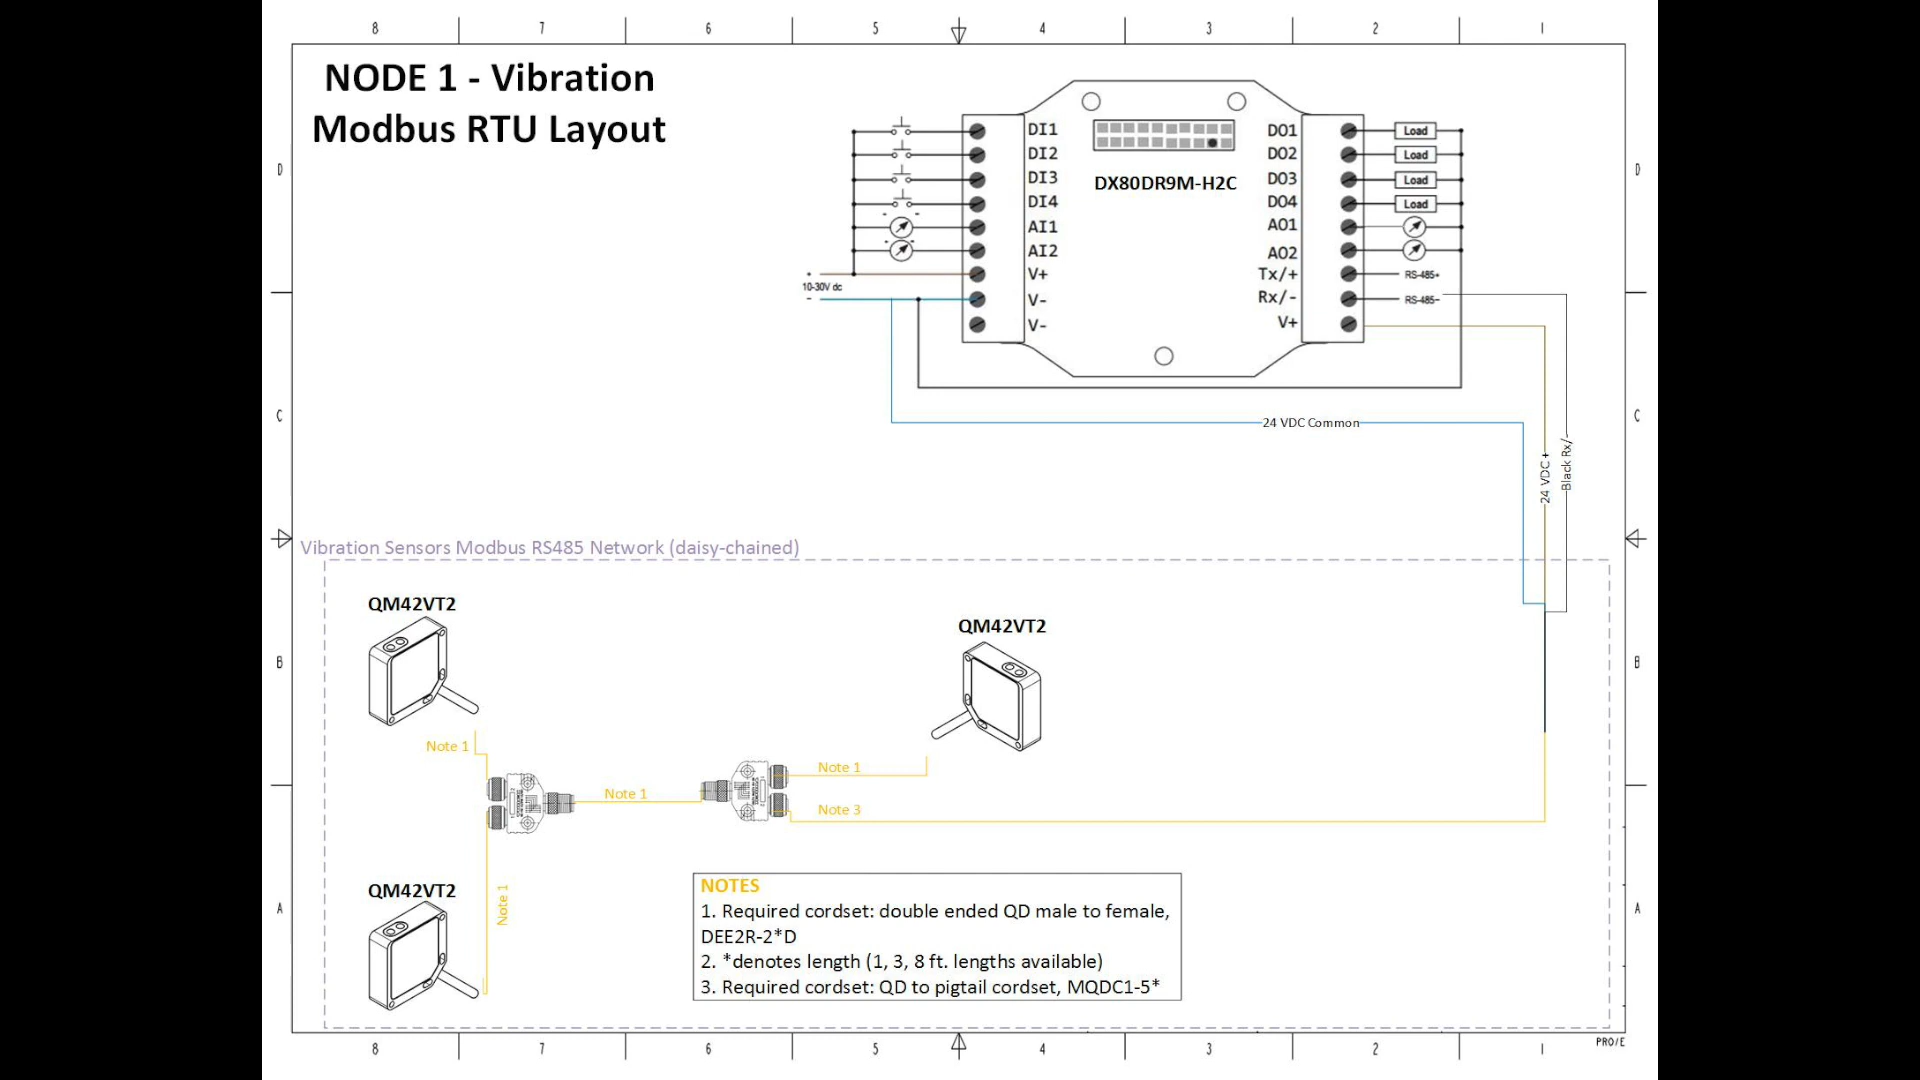 8 7 6 5 4 3 2 1
NODE 1 - Vibration
Modbus RTU Layout
D
D
DI1
DI2
DI3
DI4
AI1
AI2
V+
V-
V-
+
10-30V dc
-
DX80DR9M-H2C
DO1
DO2
DO3
DO4
AO1
AO2
Tx/+
Rx/-
V+
Load
Load
Load
Load
RS-485+
RS-485-
C
C
24 VDC Common
24 VDC +
Black Rx/-
Vibration Sensors Modbus RS485 Network (daisy-chained)
QM42VT2
QM42VT2
B
B
Note 1
Note 1
Note 1
Note 3
QM42VT2
Note 1
A
A
NOTES
1. Required cordset: double ended QD male to female,
DEE2R-2*D
2. *denotes length (1, 3, 8 ft. lengths available)
3. Required cordset: QD to pigtail cordset, MQDC1-5*
PRO/E
8 7 6 5 4 3 2 1